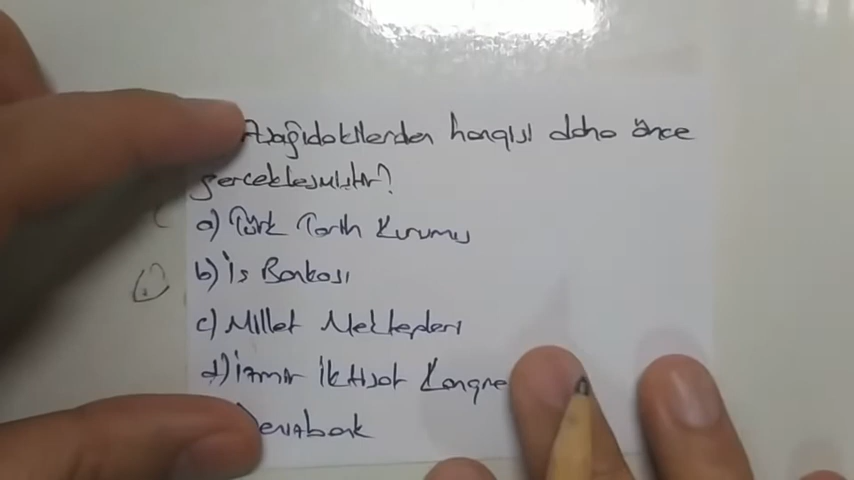 Aşağıdakilerden hangisi daha önce
gerçekleşmiştir?
a) Türk Tarih Kurumu
b) İş Bankası
c) Millet Mektepleri
d) İzmir İktisat Kongre